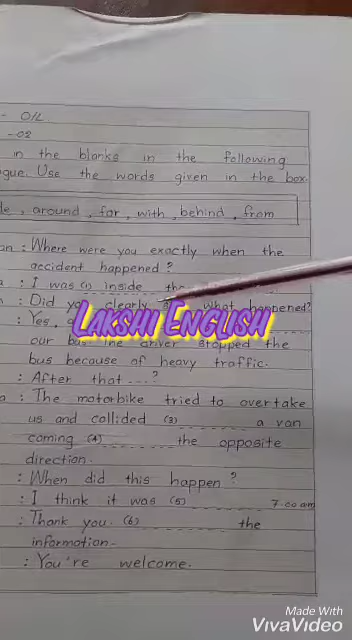 - O/L.
- 02
in the blanks in the following
gue. Use the words given in the box.
de, around, for, with, behind, from
an : Where were you exactly when the
accident happened?
a : I was (1) inside the
: Did you clearly what happened?
: Yes,
our bus the driver stopped the
bus because of heavy traffic.
: After that ....?
a : The motorbike tried to overtake
us and collided (3) ........ a van
coming (4) ........ the opposite
direction.
: When did this happen?
: I think it was (5) ........ 7.00 am
: Thank you (6) ........ the
information.
: You're welcome.
LAKSHI ENGLISH
Made With
VivaVideo